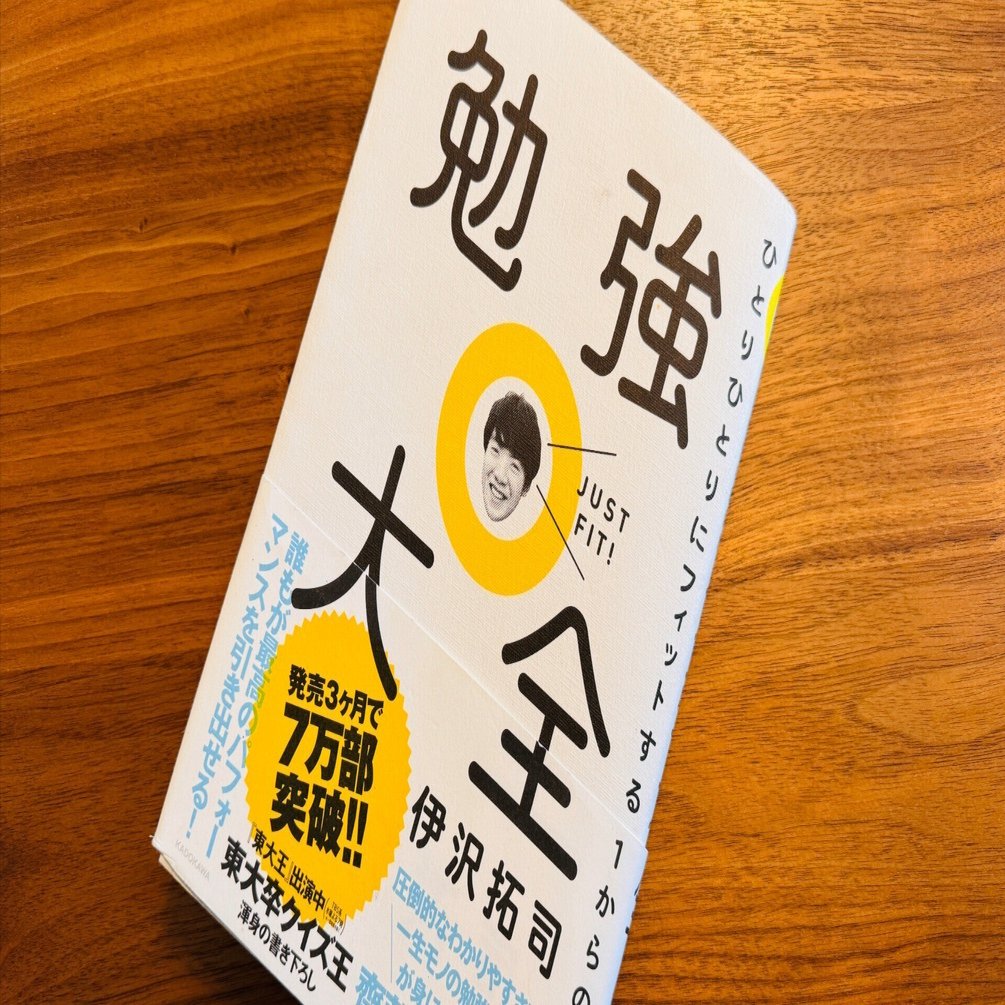 ひとりひとりにフィットする1からの
勉強
大全
JUST
FIT!
伊沢拓司
誰もが最高のパフォー
マンスを引き出せる!
発売3ヶ月で
7万部
突破!!
「東大王」出演中
東大卒クイズ王
渾身の書き下ろし
圧倒的なわかりやすさ
一生モノの勉強
が身に
KADOKAWA